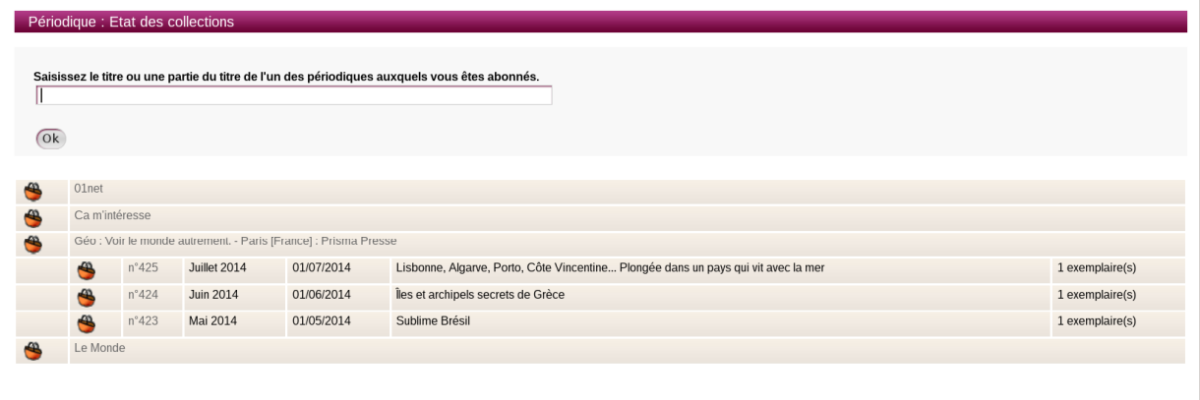 Périodique : Etat des collections
Saisissez le titre ou une partie du titre de l'un des périodiques auxquels vous êtes abonnés.
Ok
01net
Ca m'intéresse
Géo : Voir le monde autrement. - Paris [France] : Prisma Presse
n°425 Juillet 2014 01/07/2014 Lisbonne, Algarve, Porto, Côte Vincentine... Plongée dans un pays qui vit avec la mer 1 exemplaire(s)
n°424 Juin 2014 01/06/2014 Îles et archipels secrets de Grèce 1 exemplaire(s)
n°423 Mai 2014 01/05/2014 Sublime Brésil 1 exemplaire(s)
Le Monde